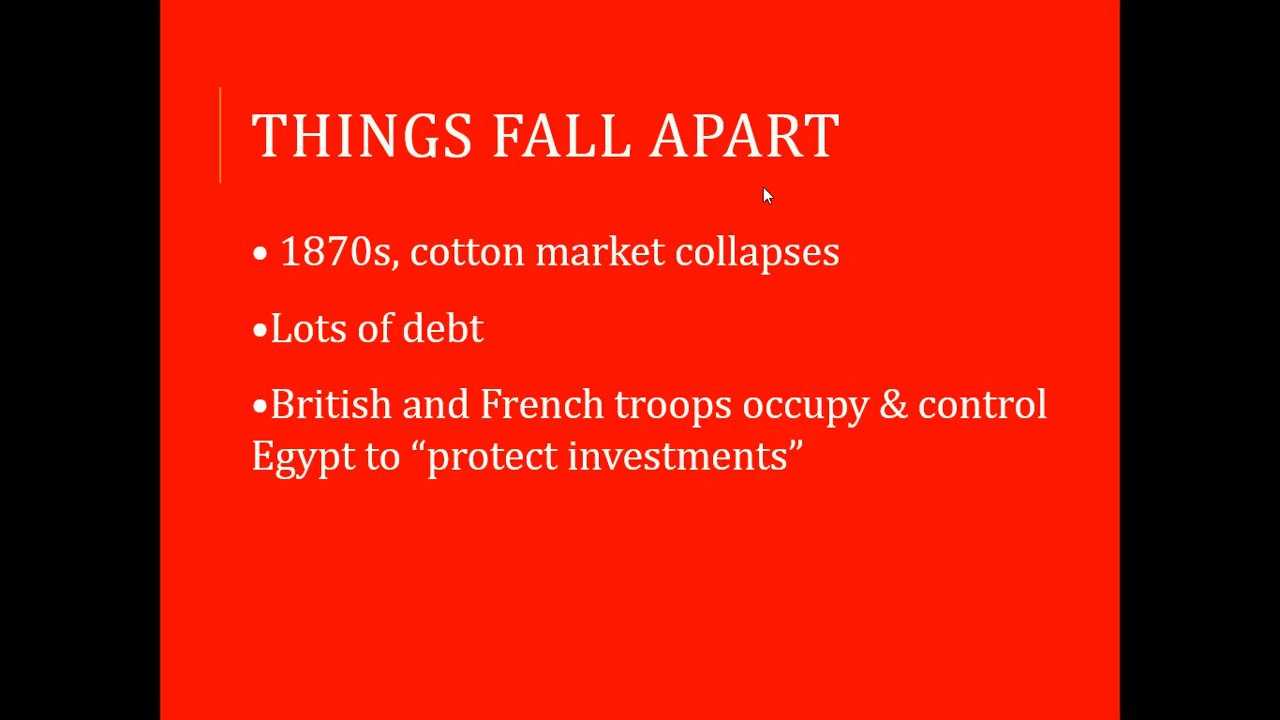 THINGS FALL APART
• 1870s, cotton market collapses
•Lots of debt
•British and French troops occupy & control
Egypt to “protect investments”